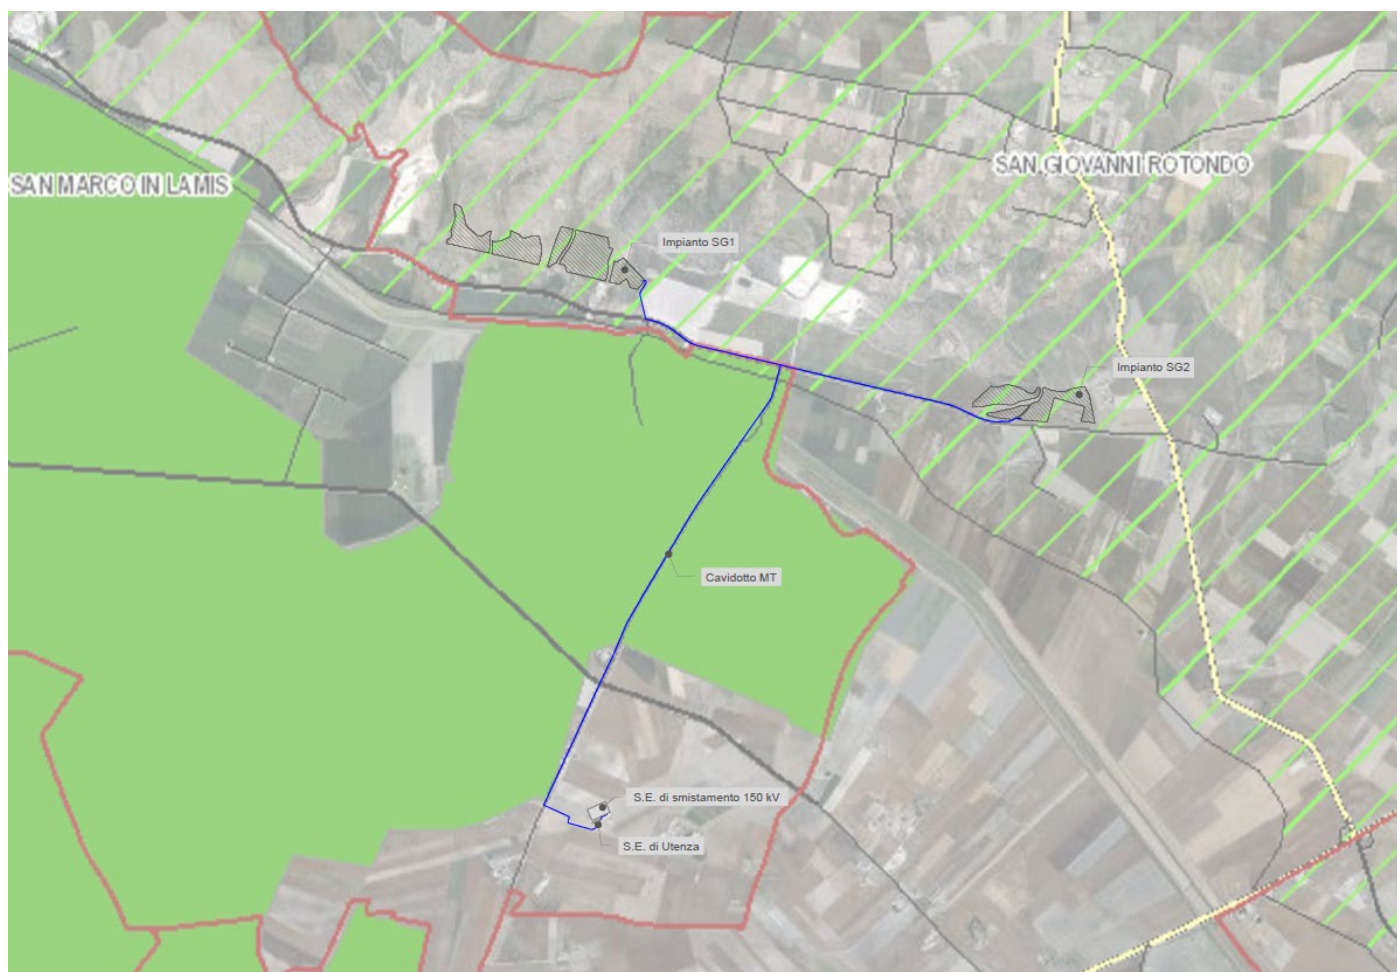 SAN MARCO IN LAMIS
SAN GIOVANNI ROTONDO
Impianto SG1
Impianto SG2
Cavidotto MT
S.E. di smistamento 150 kV
S.E. di Utenza